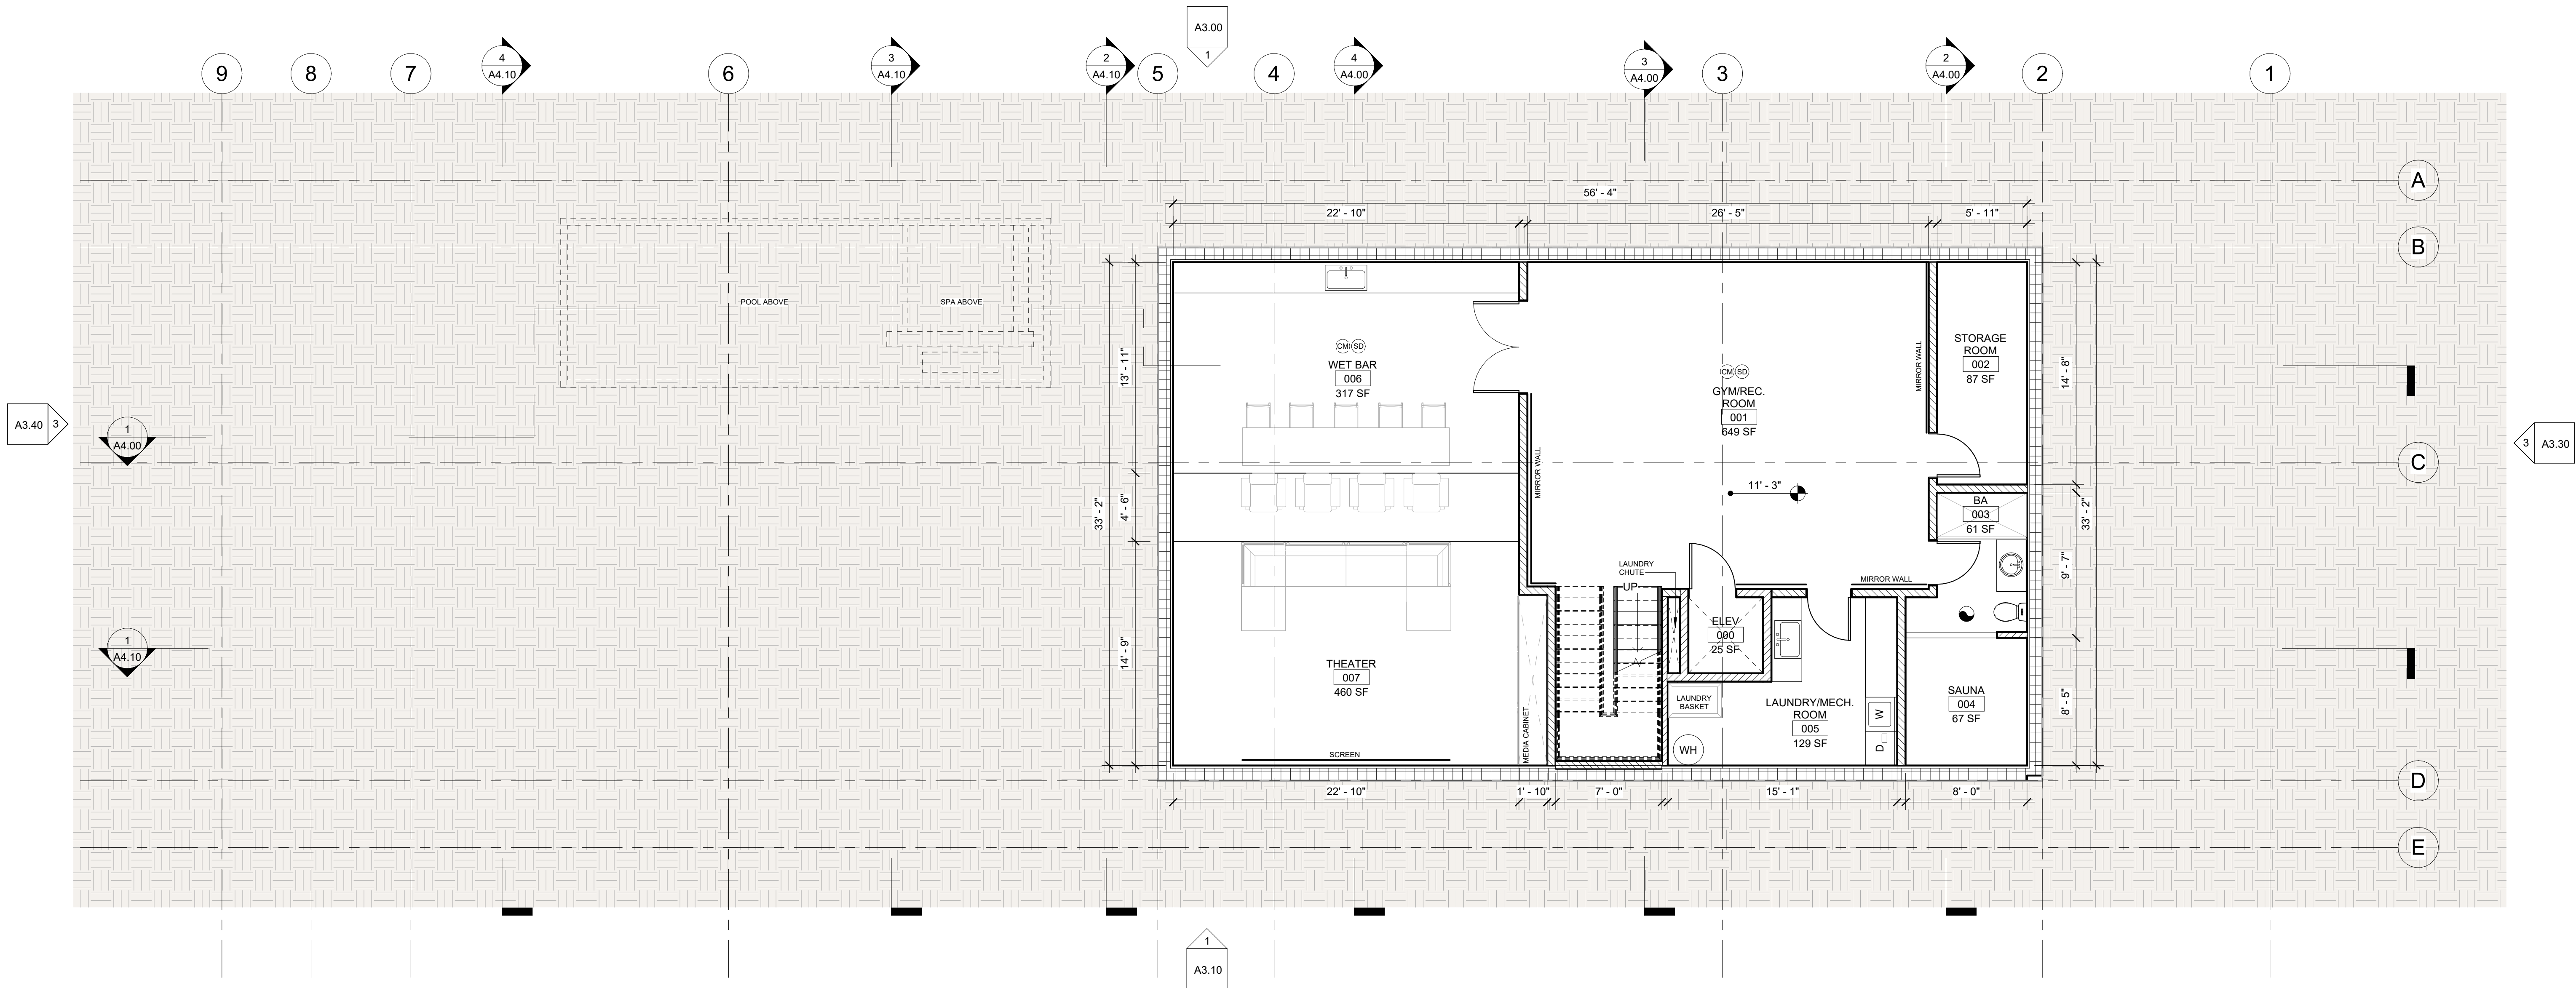 A3.00
1
9
8
7
4
A4.10
6
3
A4.10
2
A4.10
5
4
4
A4.00
3
A4.00
3
2
A4.00
2
1
A
B
C
D
E
56' - 4"
22' - 10"
26' - 5"
5' - 11"
POOL ABOVE
SPA ABOVE
A3.40
3
1
A4.00
1
A4.10
3
A3.30
33' - 2"
13' - 11"
4' - 6"
14' - 9"
CM
SD
WET BAR
006
317 SF
CM
SD
GYM/REC.
ROOM
001
649 SF
MIRROR WALL
MIRROR WALL
STORAGE
ROOM
002
87 SF
14' - 8"
33' - 2"
9' - 7"
8' - 5"
11' - 3"
BA
003
61 SF
LAUNDRY
CHUTE
UP
MIRROR WALL
ELEV
000
25 SF
THEATER
007
460 SF
SCREEN
MEDIA CABINET
LAUNDRY
BASKET
WH
LAUNDRY/MECH.
ROOM
005
129 SF
W
D
SAUNA
004
67 SF
22' - 10"
1' - 10"
7' - 0"
15' - 1"
8' - 0"
1
A3.10